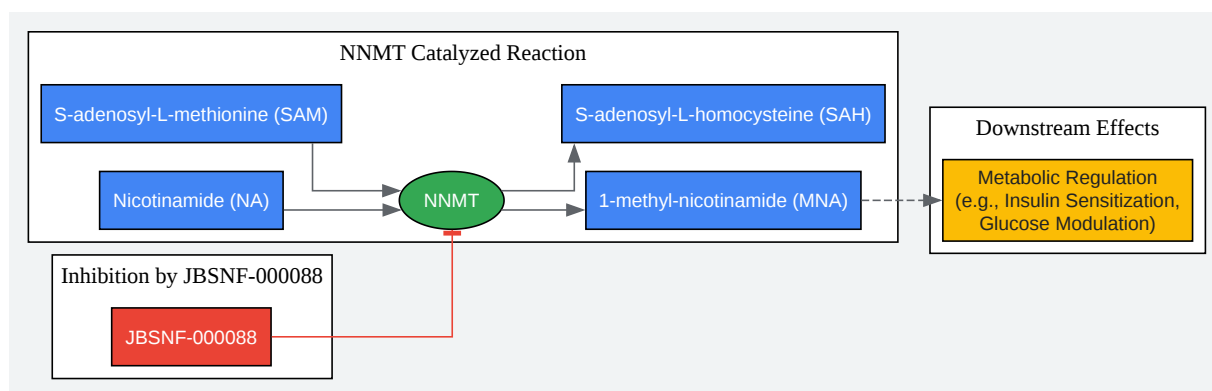 NNMT Catalyzed Reaction
S-adenosyl-L-methionine (SAM)
S-adenosyl-L-homocysteine (SAH)
Nicotinamide (NA)
NNMT
1-methyl-nicotinamide (MNA)
Downstream Effects
Metabolic Regulation
(e.g., Insulin Sensitization,
Glucose Modulation)
Inhibition by JBSNF-000088
JBSNF-000088